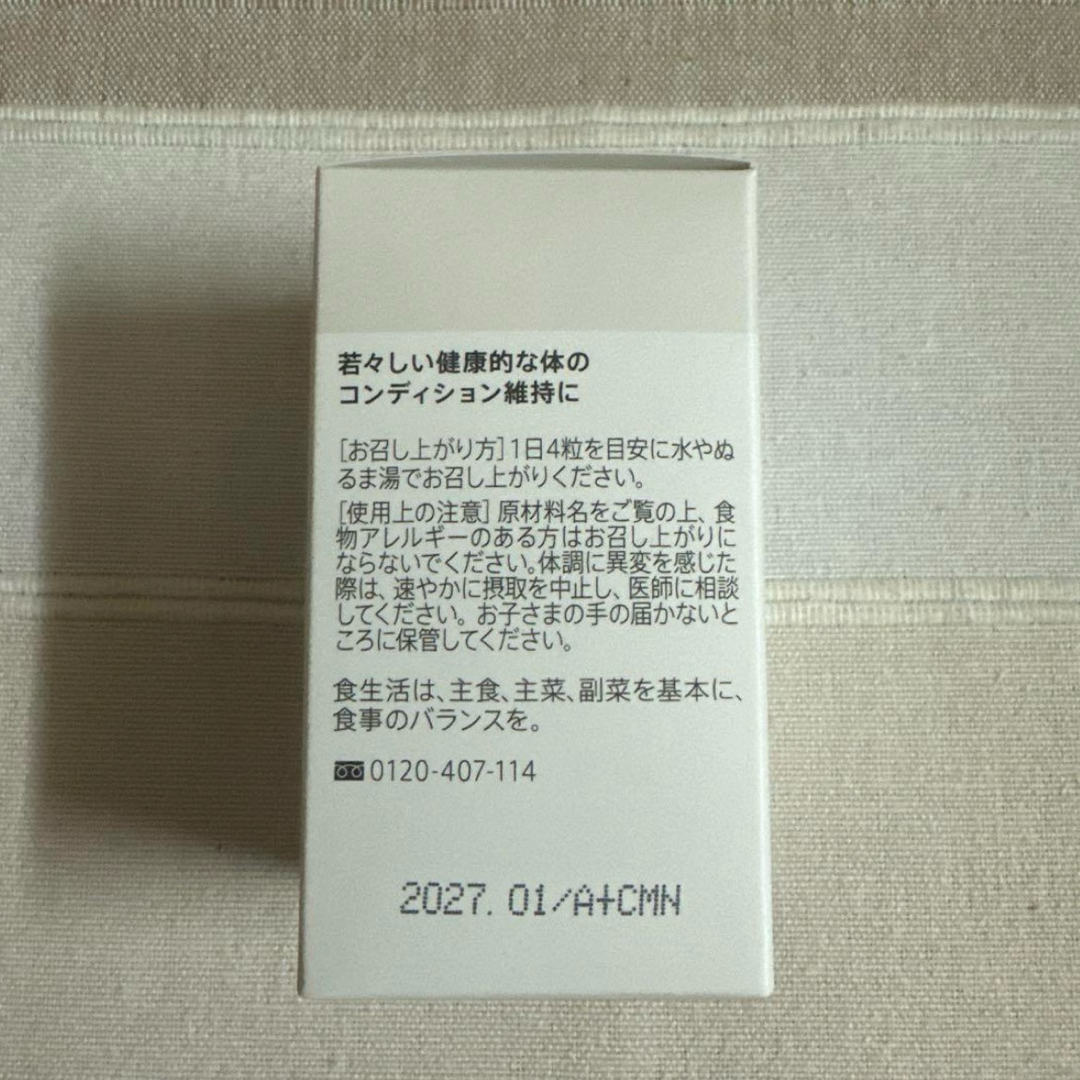 若々しい健康的な体の
コンディション維持に
[お召し上がり方]1日4粒を目安に水やぬ
るま湯でお召し上がりください。
[使用上の注意] 原材料名をご覧の上、食
物アレルギーのある方はお召し上がりに
ならないでください。体調に異変を感じた
際は、速やかに摂取を中止し、医師に相談
してください。お子さまの手の届かないと
ころに保管してください。
食生活は、主食、主菜、副菜を基本に、
食事のバランスを。
0120-407-114
2027.01/A+CMN